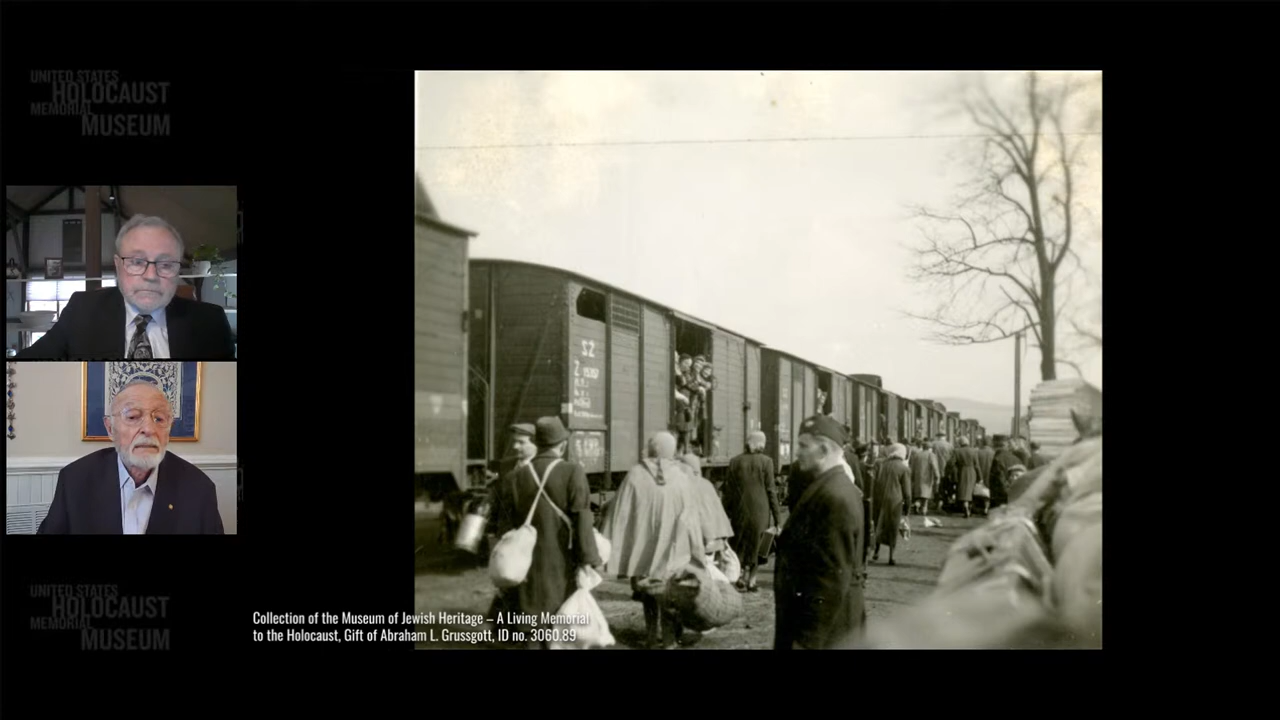 UNITED STATES
HOLOCAUST
MEMORIAL
MUSEUM
SZ
Z
Collection of the Museum of Jewish Heritage – A Living Memorial
to the Holocaust, Gift of Abraham L. Grussgott, ID no. 3060.89
UNITED STATES
HOLOCAUST
MEMORIAL
MUSEUM